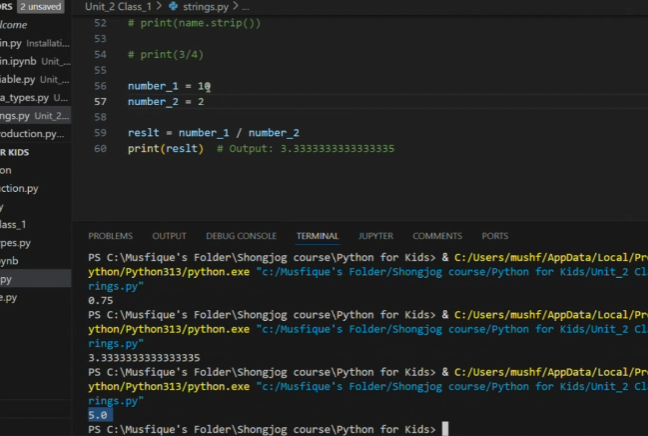 ORS 2 unsaved
lcome
in.py Installati...
in.ipynb Unit_...
iable.py Unit_...
a_types.py U...
ngs.py Unit_2...
roduction.py...
R KIDS
on
ction.py
y
lass_1
pes.py
ynb
py
e.py
Unit_2 Class_1 > strings.py > ...
52 # print(name.strip())
53
54 # print(3/4)
55
56 number_1 = 10
57 number_2 = 2
58
59 reslt = number_1 / number_2
60 print(reslt) # Output: 3.3333333333333335
PROBLEMS OUTPUT DEBUG CONSOLE TERMINAL JUPYTER COMMENTS PORTS
PS C:\Musfique's Folder\Shongjog course\Python for Kids> & C:/Users/mushf/AppData/Local/Pro
ython/Python313/python.exe "c:/Musfique's Folder/Shongjog course/Python for Kids/Unit_2 Cl
rings.py"
0.75
PS C:\Musfique's Folder\Shongjog course\Python for Kids> & C:/Users/mushf/AppData/Local/Pr
ython/Python313/python.exe "c:/Musfique's Folder/Shongjog course/Python for Kids/Unit_2 Cl
rings.py"
3.3333333333333335
PS C:\Musfique's Folder\Shongjog course\Python for Kids> & C:/Users/mushf/AppData/Local/Pr
ython/Python313/python.exe "c:/Musfique's Folder/Shongjog course/Python for Kids/Unit_2 Cl
rings.py"
5.0
PS C:\Musfique's Folder\Shongjog course\Python for Kids>